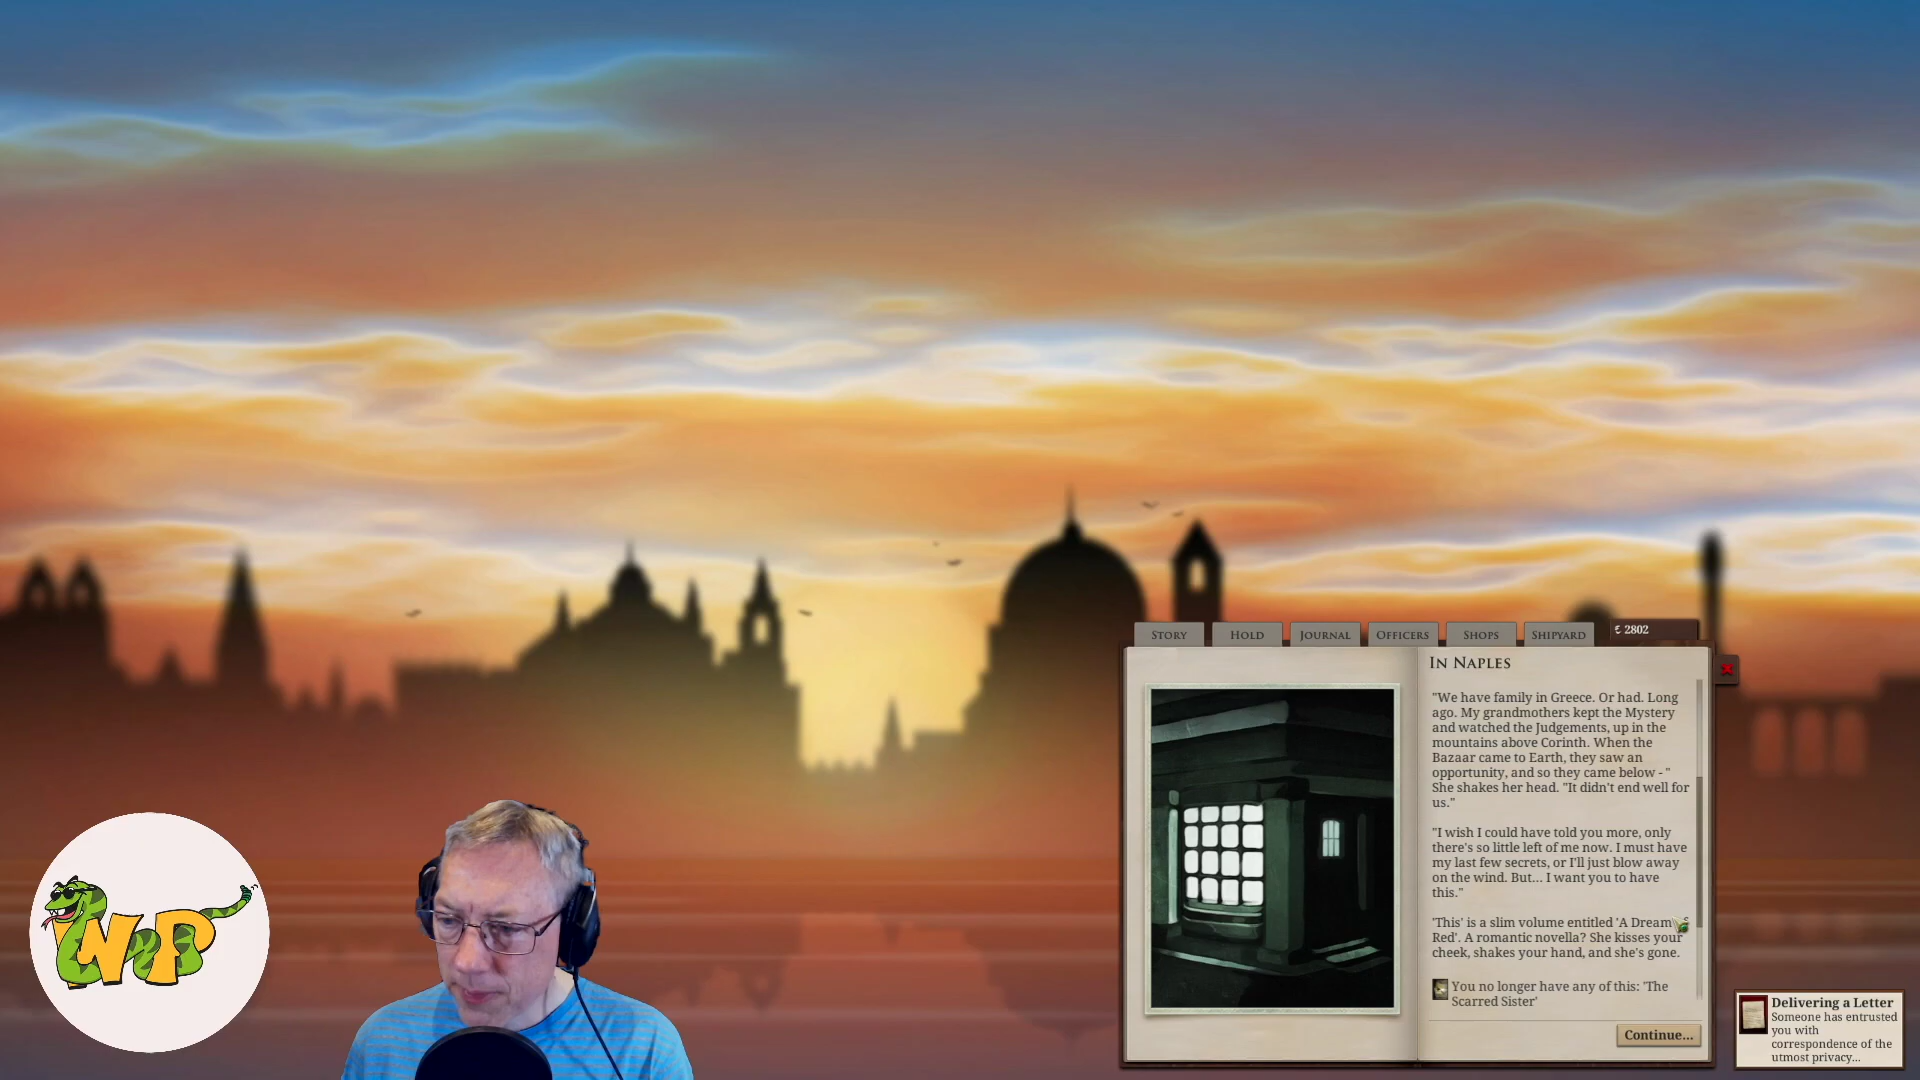 STORY
HOLD
JOURNAL
OFFICERS
SHOPS
SHIPYARD
€ 2802
IN NAPLES
"We have family in Greece. Or had. Long
ago. My grandmothers kept the Mystery
and watched the Judgements, up in the
mountains above Corinth. When the
Bazaar came to Earth, they saw an
opportunity, and so they came below - "
She shakes her head. "It didn't end well for
us."
"I wish I could have told you more, only
there's so little left of me now. I must have
my last few secrets, or I'll just blow away
on the wind. But... I want you to have
this."
'This' is a slim volume entitled 'A Dream
Red'. A romantic novella? She kisses your
cheek, shakes your hand, and she's gone.
You no longer have any of this: 'The
Scarred Sister'
Continue...
Delivering a Letter
Someone has entrusted
you with
correspondence of the
utmost privacy...
WP